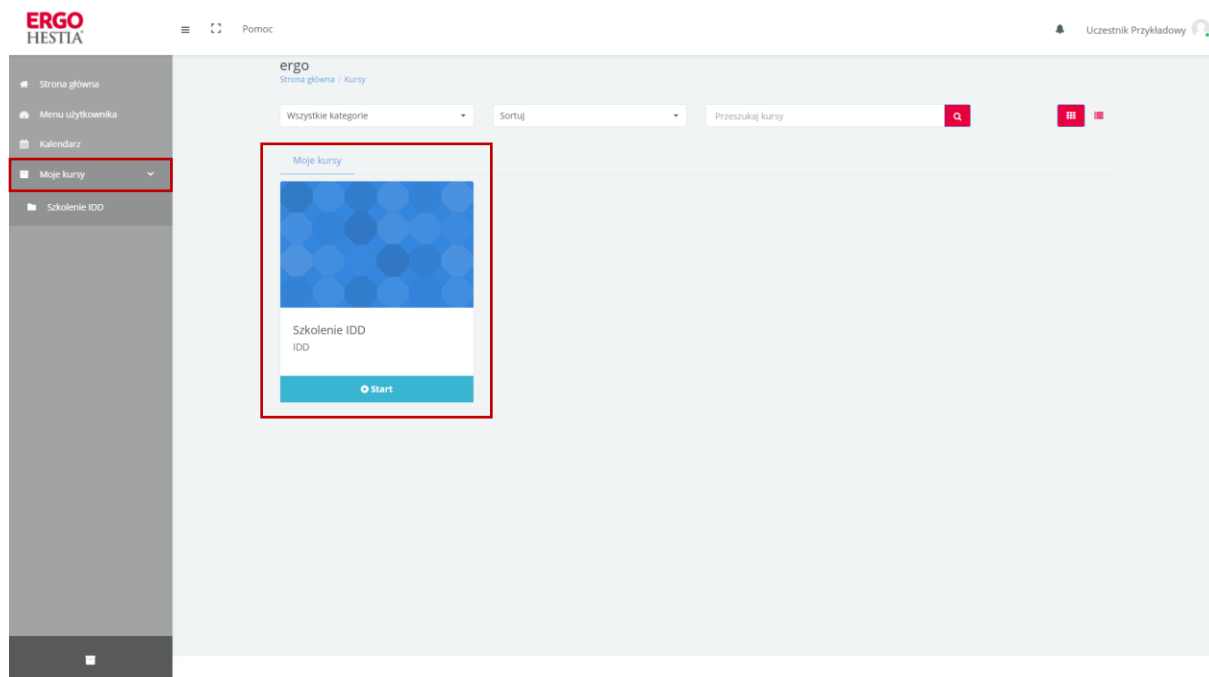 ERGO
HESTIA
Pomoc
Uczestnik Przykładowy
Strona główna
Menu użytkownika
Kalendarz
Moje kursy
Szkolenie IDD
ergo
Strona główna / Kursy
Wszystkie kategorie
Sortuj
Przeszukaj kursy
Moje kursy
Szkolenie IDD
IDD
Start